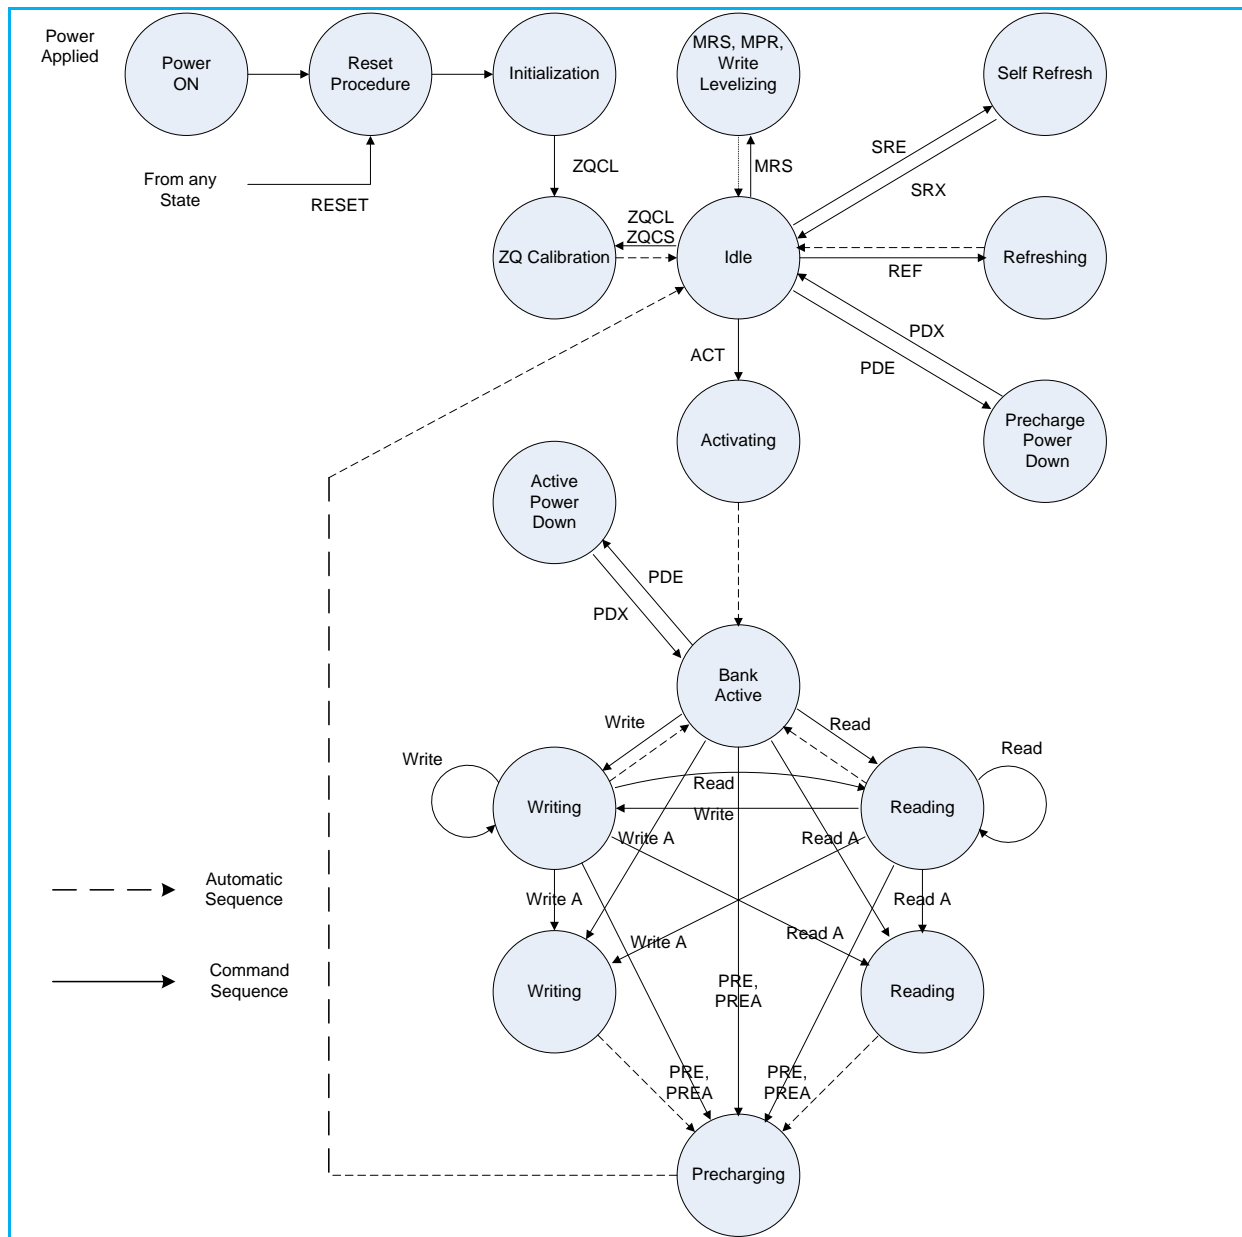 Power
Applied
Power
ON
Reset
Procedure
Initialization
MRS, MPR,
Write
Levelizing
Self Refresh
From any
State
RESET
ZQCL
MRS
SRE
SRX
ZQCL
ZQCS
ZQ Calibration
Idle
REF
Refreshing
ACT
PDX
PDE
Activating
Precharge
Power
Down
Active
Power
Down
PDE
PDX
Bank
Active
Write
Read
Write
Read
Writing
Read
Write
Reading
Write A
Read A
Automatic
Sequence
Write A
Read A
Write A
Read A
Command
Sequence
Writing
PRE,
PREA
Reading
PRE,
PREA
PRE,
PREA
Precharging